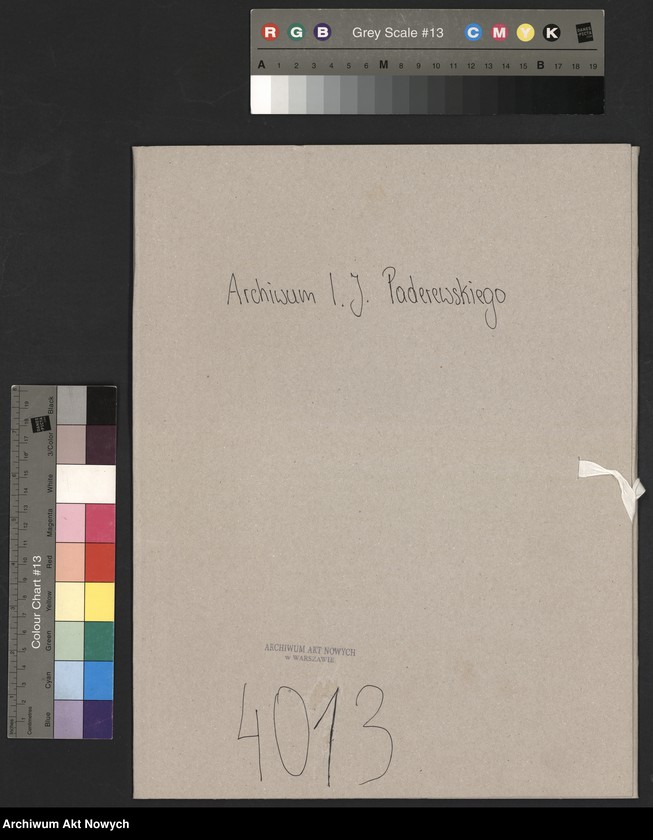 R G B Grey Scale #13 C M Y K
A 1 2 3 4 5 6 M 8 9 10 11 12 13 14 15 B 17 18 19
Archiwum I. J. Paderewskiego
Colour Chart #13
Black
3/Color
White
Magenta
Red
Yellow
Green
Cyan
Blue
Centimetres
ARCHIWUM AKT NOWYCH
w WARSZAWIE
4013
Archiwum Akt Nowych